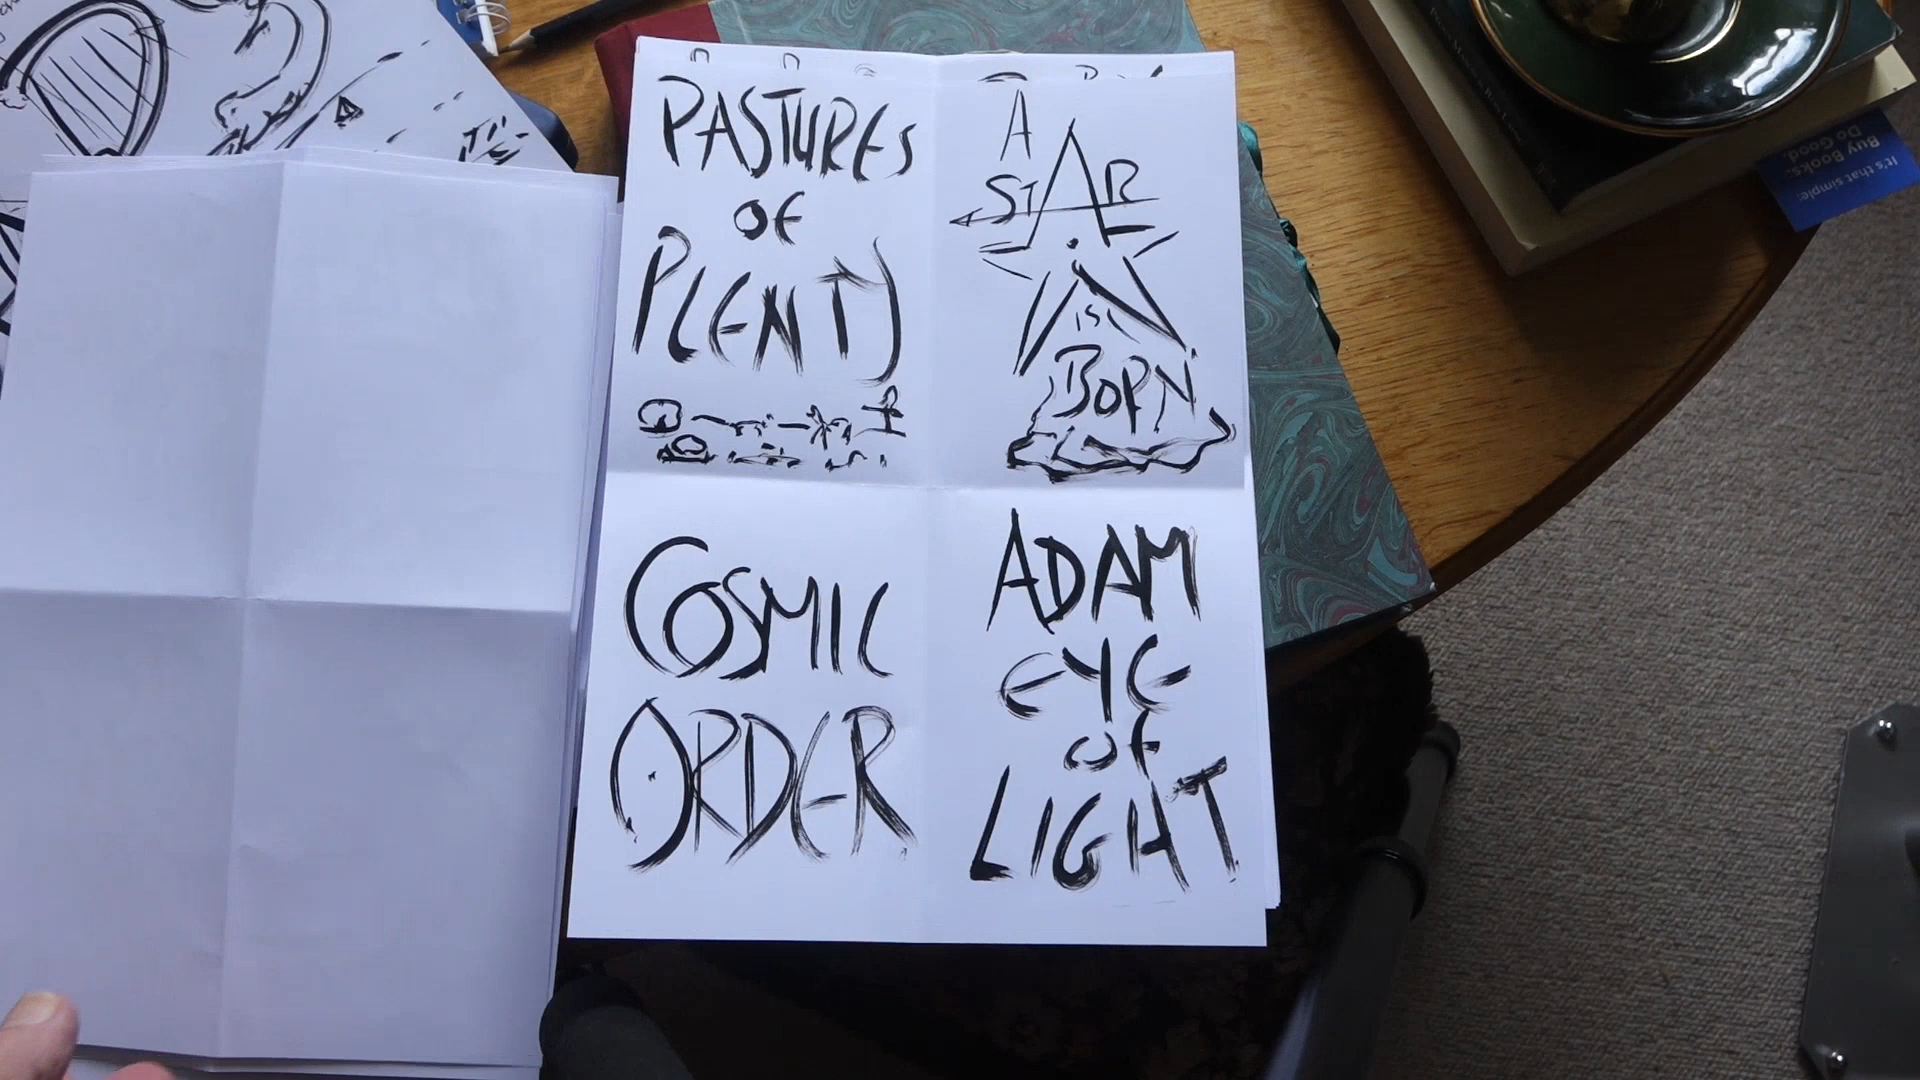 PASTURES
OF
PLENTY
A
STAR
IS
BORN
COSMIC
ORDER
ADAM
EYE
OF
LIGHT
It's that simple.
Buy Books.
Do Good.